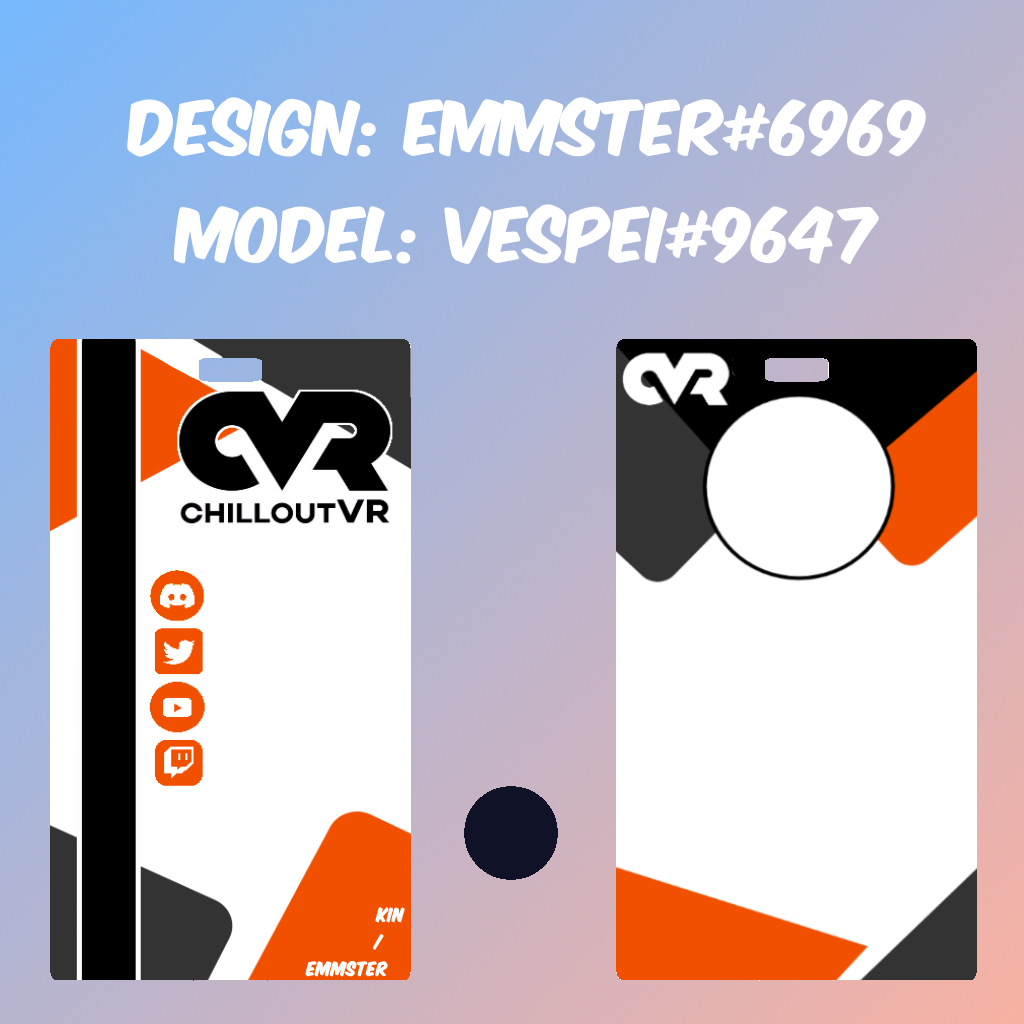 DESIGN: EMMSTER#6969
MODEL: VESPEI#9647
CVR
CHILLOUTVR
KIN
/
EMMSTER
CVR